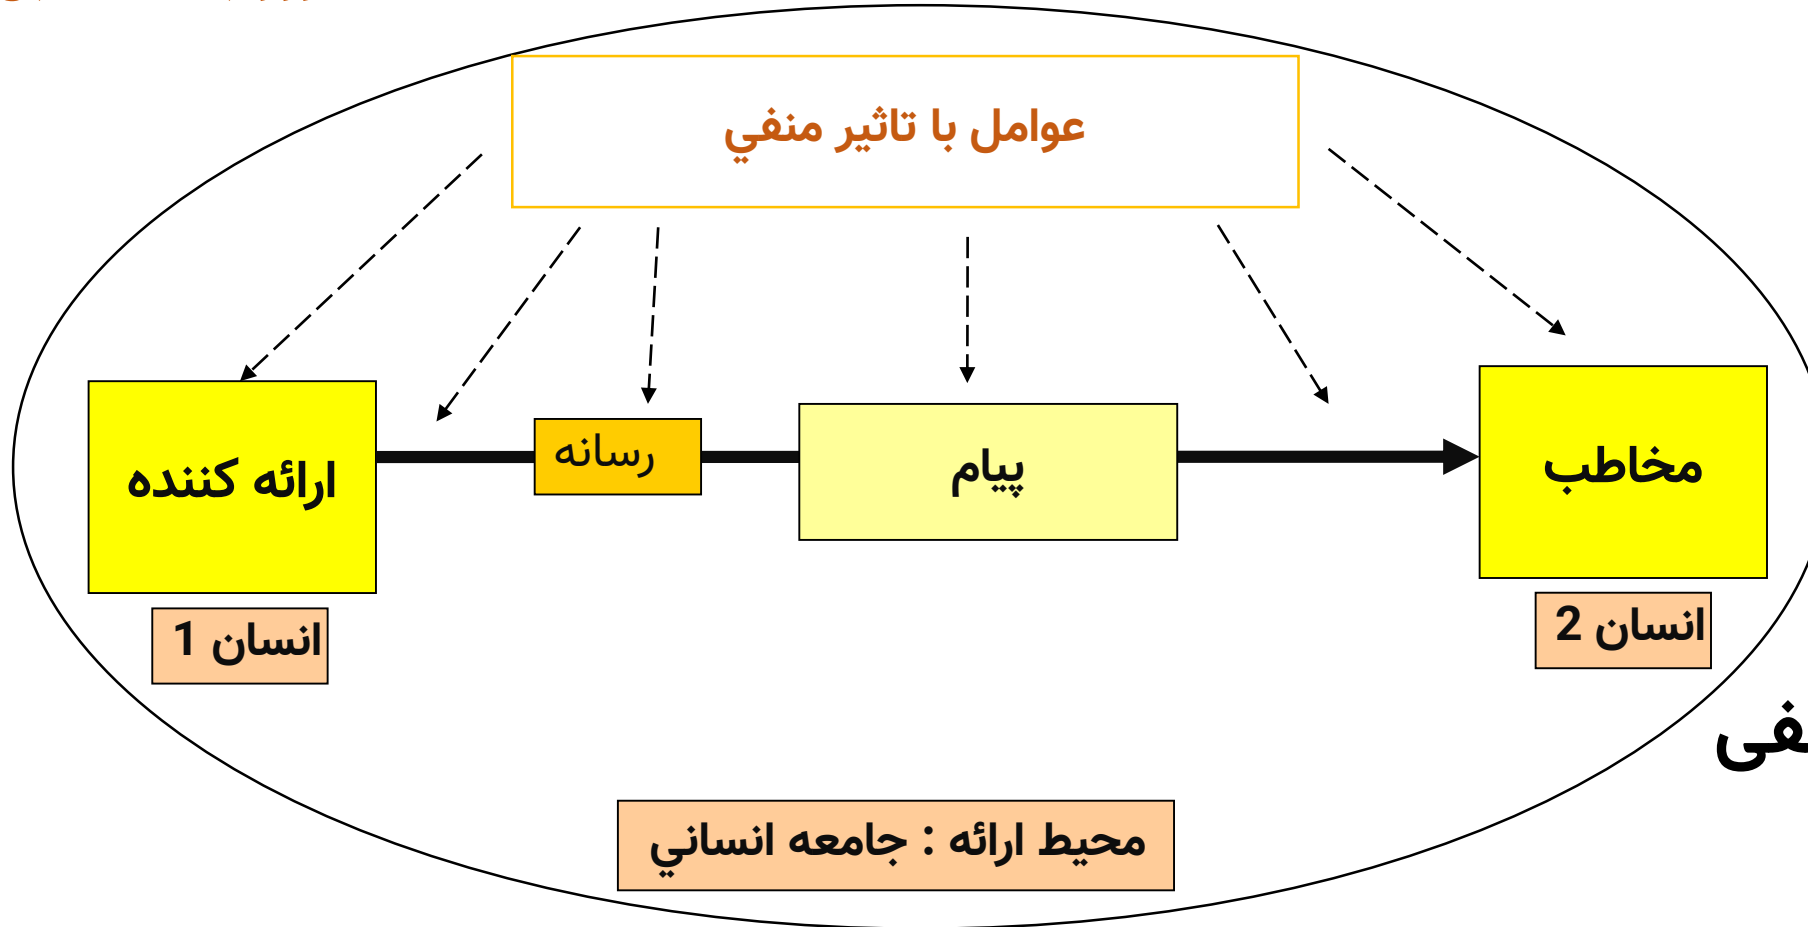 عوامل با تاثير منفي
ارائه كننده
رسانه
پيام
مخاطب
انسان 1
انسان 2
محيط ارائه : جامعه انساني